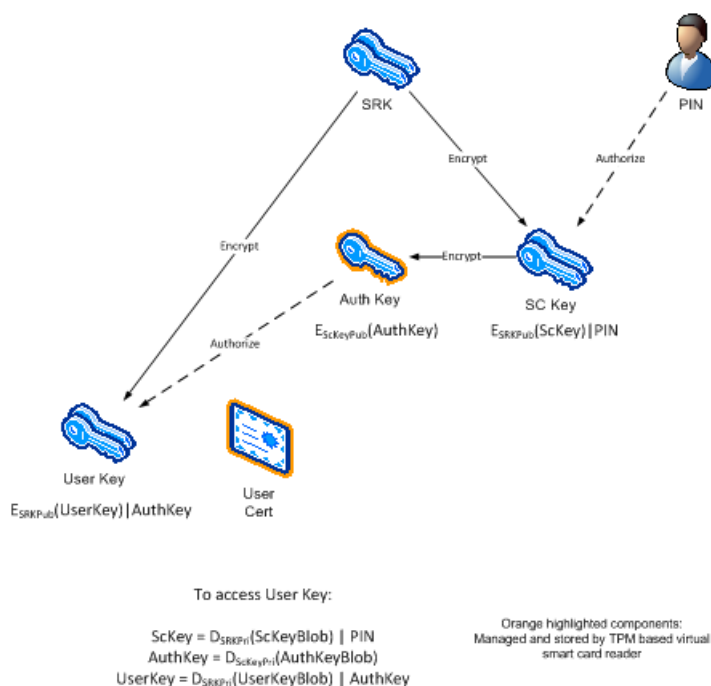 SRK
PIN
Encrypt
Authorize
Encrypt
Encrypt
Auth Key
SC Key
E_SCKeyPub(AuthKey)
E_SRKPub(ScKey)|PIN
Authorize
User Key
E_SRKPub(UserKey)|AuthKey
User
Cert
To access User Key:
ScKey = D_SRKPri(ScKeyBlob) | PIN
AuthKey = D_ScKeyPri(AuthKeyBlob)
UserKey = D_SRKPri(UserKeyBlob) | AuthKey
Orange highlighted components:
Managed and stored by TPM based virtual
smart card reader